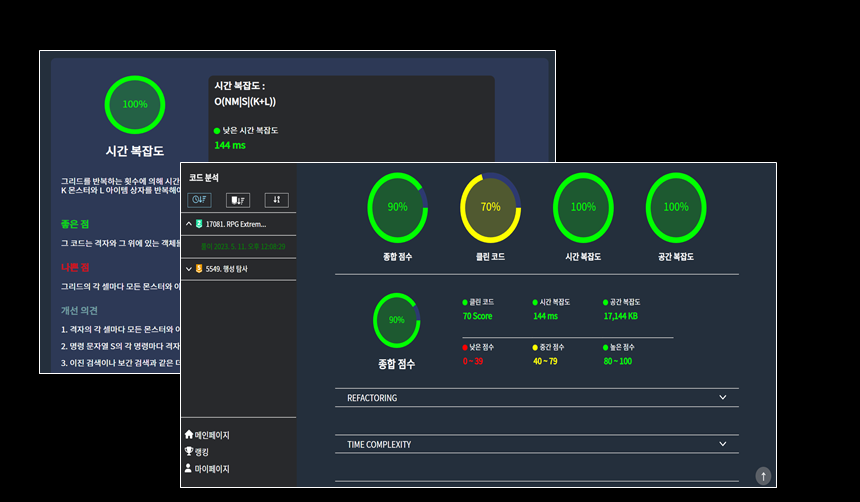 100%
시간 복잡도
시간 복잡도 :
O(NM|S|(K+L))
낮은 시간 복잡도
144 ms
그리드를 반복하는 횟수에 의해 시간
K 몬스터와 L 아이템 상자를 반복해야
좋은 점
그 코드는 격자와 그 위에 있는 객체를
나쁜 점
그리드의 각 셀마다 모든 몬스터와 아
개선 의견
1. 격자의 각 셀마다 모든 몬스터와 아
2. 명령 문자열 S의 각 명령마다 격자
3. 이진 검색이나 보간 검색과 같은 더
코드 분석
17081. RPG Extrem...
풀이 2023. 5. 11. 오후 12:08:29
5549. 행성 탐사
메인페이지
랭킹
마이페이지
90%
70%
100%
100%
종합 점수
클린 코드
시간 복잡도
공간 복잡도
90%
종합 점수
클린 코드
시간 복잡도
공간 복잡도
70 Score
144 ms
17,144 KB
낮은 점수
중간 점수
높은 점수
0 ~ 39
40 ~ 79
80 ~ 100
REFACTORING
TIME COMPLEXITY